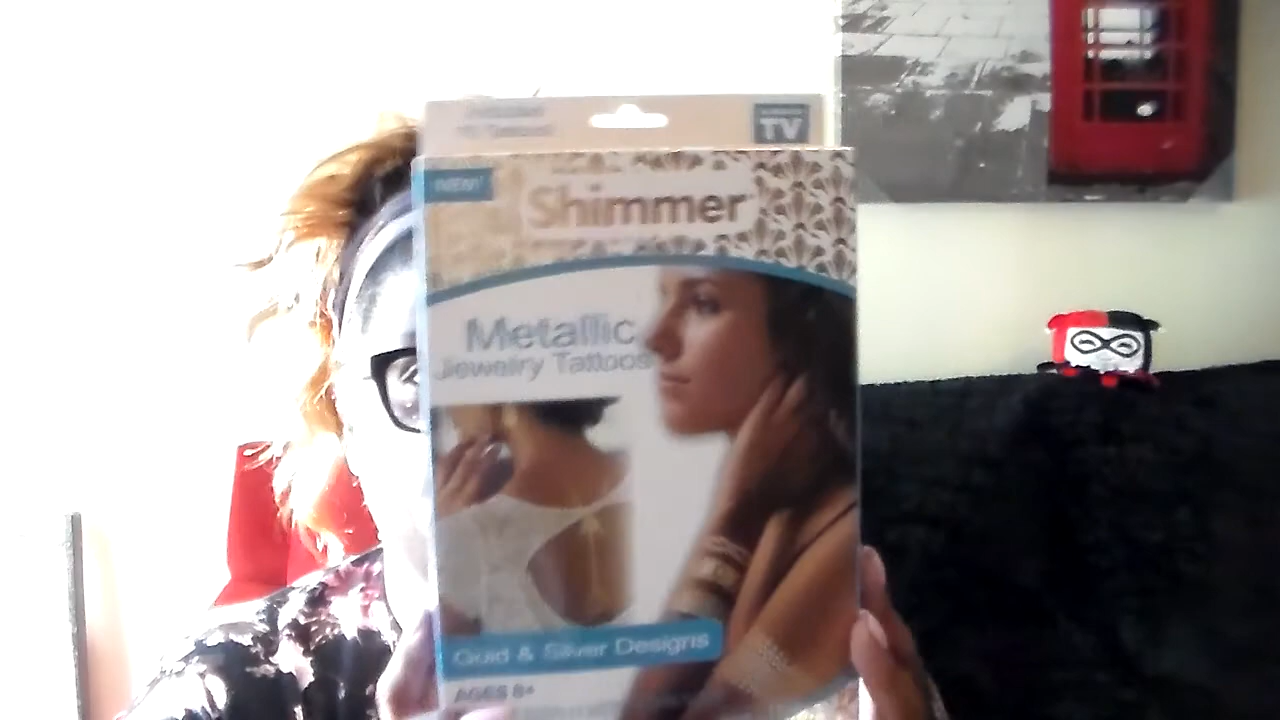 TV
NEW!
Shimmer
Metallic
Jewelry Tattoos
Gold & Silver Designs
AGES 8+